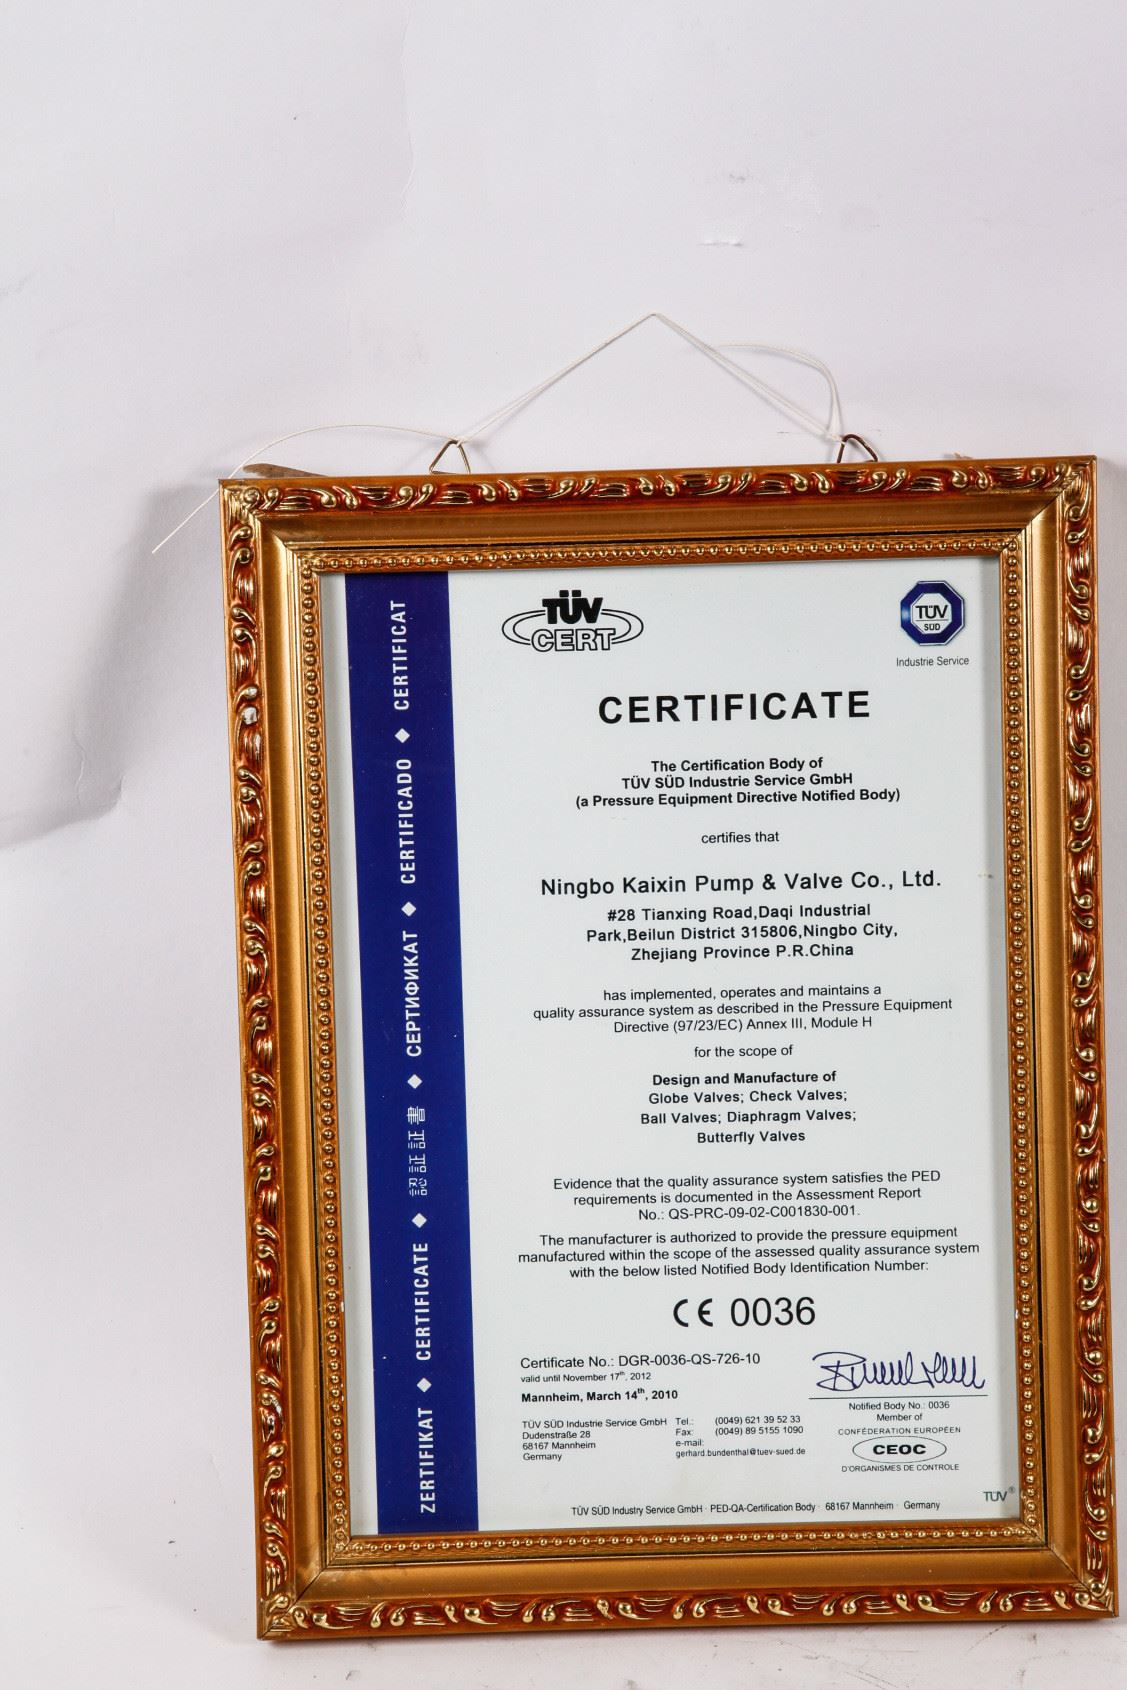 ZERTIFIKAT ◆ CERTIFICATE ◆ 認証証書 ◆ СЕРТИФИКАТ ◆ CERTIFICADO ◆ CERTIFICAT
TÜV
CERT
TÜV
SÜD
Industrie Service
CERTIFICATE
The Certification Body of
TÜV SÜD Industrie Service GmbH
(a Pressure Equipment Directive Notified Body)
certifies that
Ningbo Kaixin Pump & Valve Co., Ltd.
#28 Tianxing Road,Daqi Industrial
Park,Beilun District 315806,Ningbo City,
Zhejiang Province P.R.China
has implemented, operates and maintains a
quality assurance system as described in the Pressure Equipment
Directive (97/23/EC) Annex III, Module H
for the scope of
Design and Manufacture of
Globe Valves; Check Valves;
Ball Valves; Diaphragm Valves;
Butterfly Valves
Evidence that the quality assurance system satisfies the PED
requirements is documented in the Assessment Report
No.: QS-PRC-09-02-C001830-001.
The manufacturer is authorized to provide the pressure equipment
manufactured within the scope of the assessed quality assurance system
with the below listed Notified Body Identification Number:
CE 0036
Certificate No.: DGR-0036-QS-726-10
valid until November 17th, 2012
Mannheim, March 14th, 2010
TÜV SÜD Industrie Service GmbH
Dudenstraße 28
68167 Mannheim
Germany
Tel.: (0049) 621 39 52 33
Fax: (0049) 89 5155 1090
e-mail:
gerhard.bundenthal@tuev-sued.de
Notified Body No.: 0036
Member of
CONFÉDERATION EUROPÉEN
CEOC
D'ORGANISMES DE CONTROLE
TÜV®
TÜV SÜD Industry Service GmbH · PED-QA-Certification Body · 68167 Mannheim · Germany